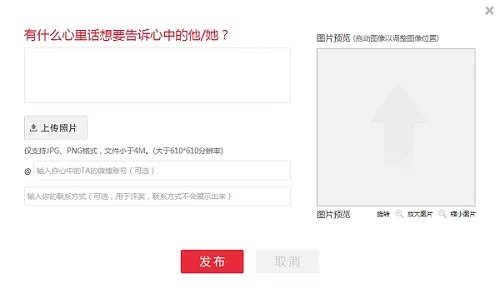 有什么心里话想要告诉心中的他/她？
图片预览 (拖动图像以调整图像位置)
上传照片
仅支持JPG、PNG格式，文件小于4M。(大于610*610分辨率)
@ 输入你心中的TA的微博账号（可选）
输入你的联系方式（可选，用于评奖，联系方式不会展示出来）
图片预览 旋转 放大图片 缩小图片
发布 取消